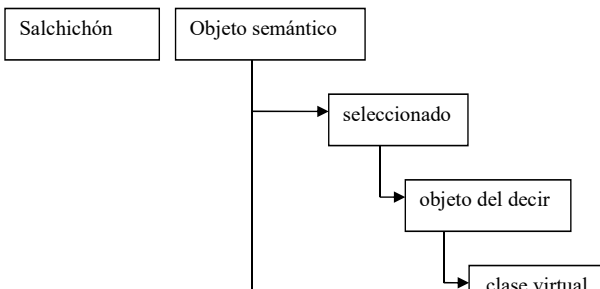 Salchichón
Objeto semántico
seleccionado
objeto del decir
clase virtual